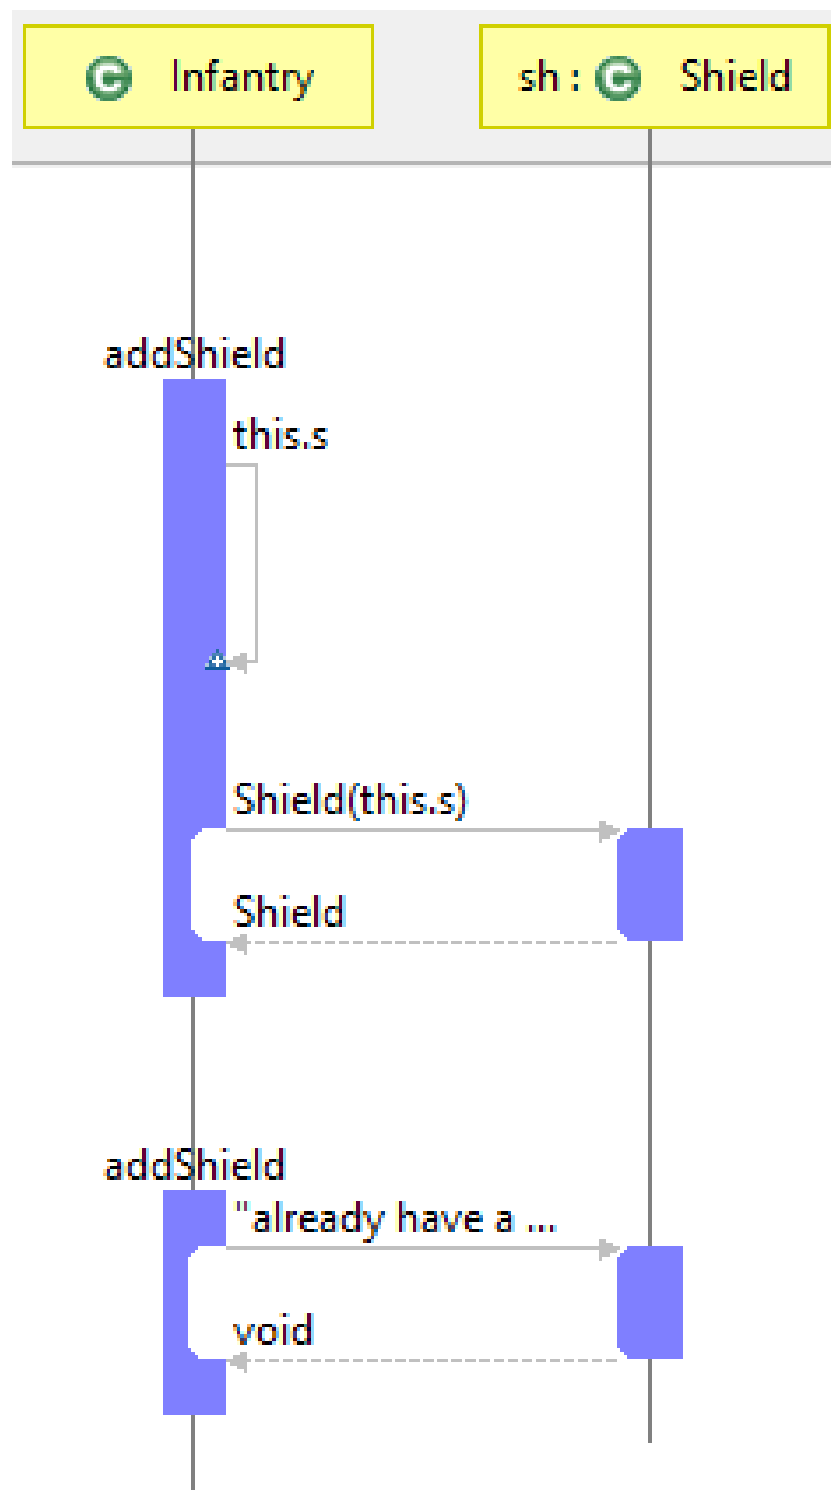 Infantry
sh : C Shield
addShield
this.s
Shield(this.s)
Shield
addShield
"already have a ...
void